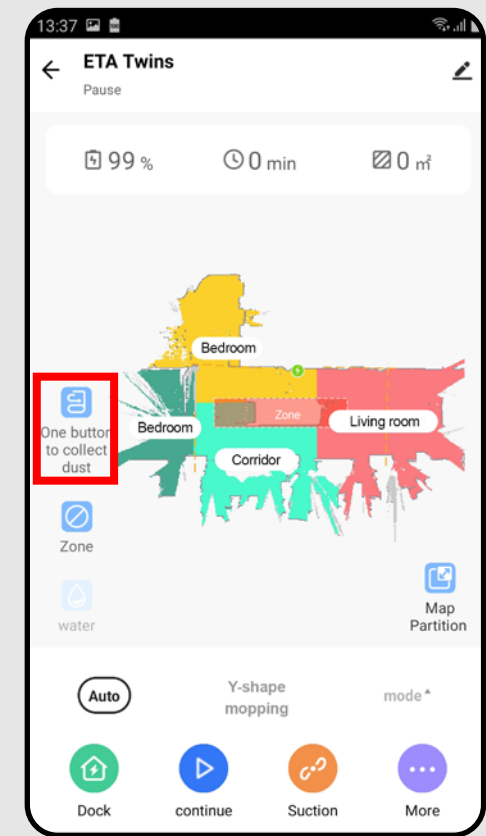 13:37
ETA Twins
Pause
99 %
0 min
0 ㎡
Bedroom
Zone
Bedroom
Living room
Corridor
One button
to collect
dust
Zone
water
Map
Partition
Auto
Y-shape
mopping
mode
Dock
continue
Suction
More